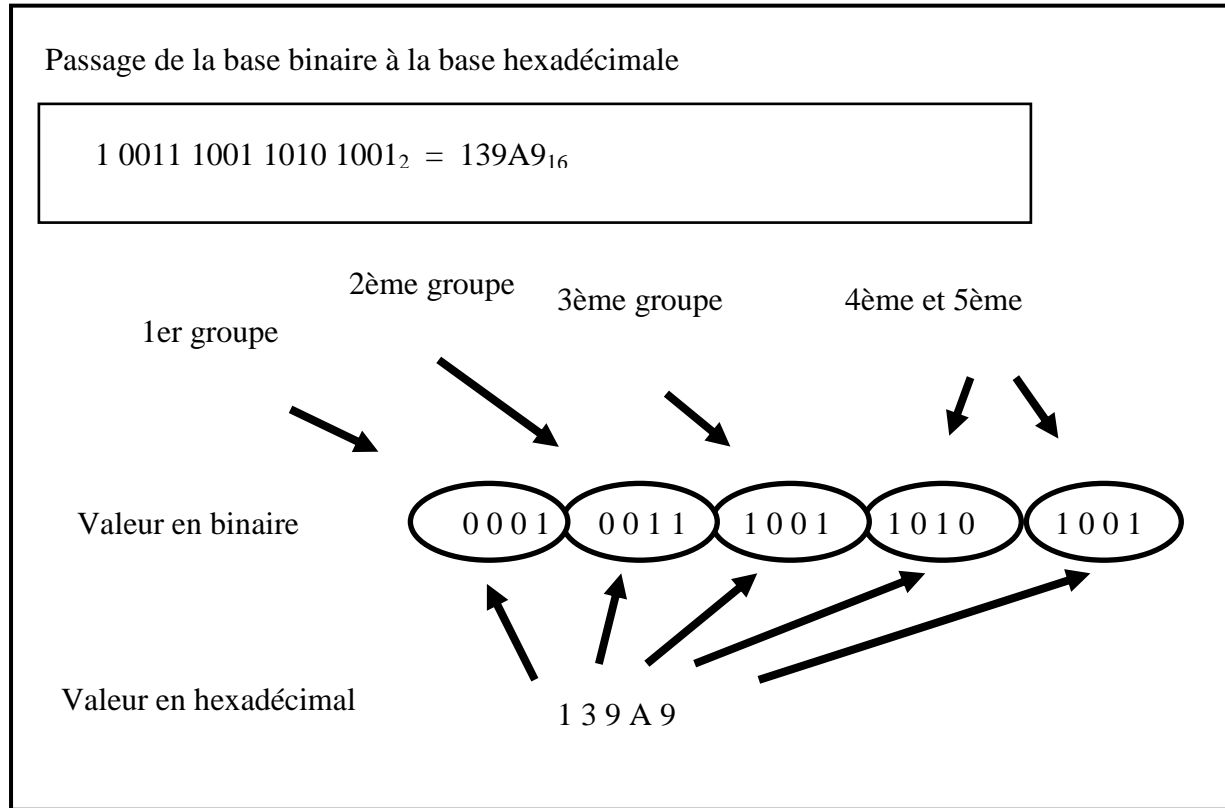 Passage de la base binaire à la base hexadécimale
1 0011 1001 1010 1001₂ = 139A9₁₆
2ème groupe
3ème groupe
4ème et 5ème
1er groupe
Valeur en binaire
0 0 0 1
0 0 1 1
1 0 0 1
1 0 1 0
1 0 0 1
Valeur en hexadécimal
1 3 9 A 9